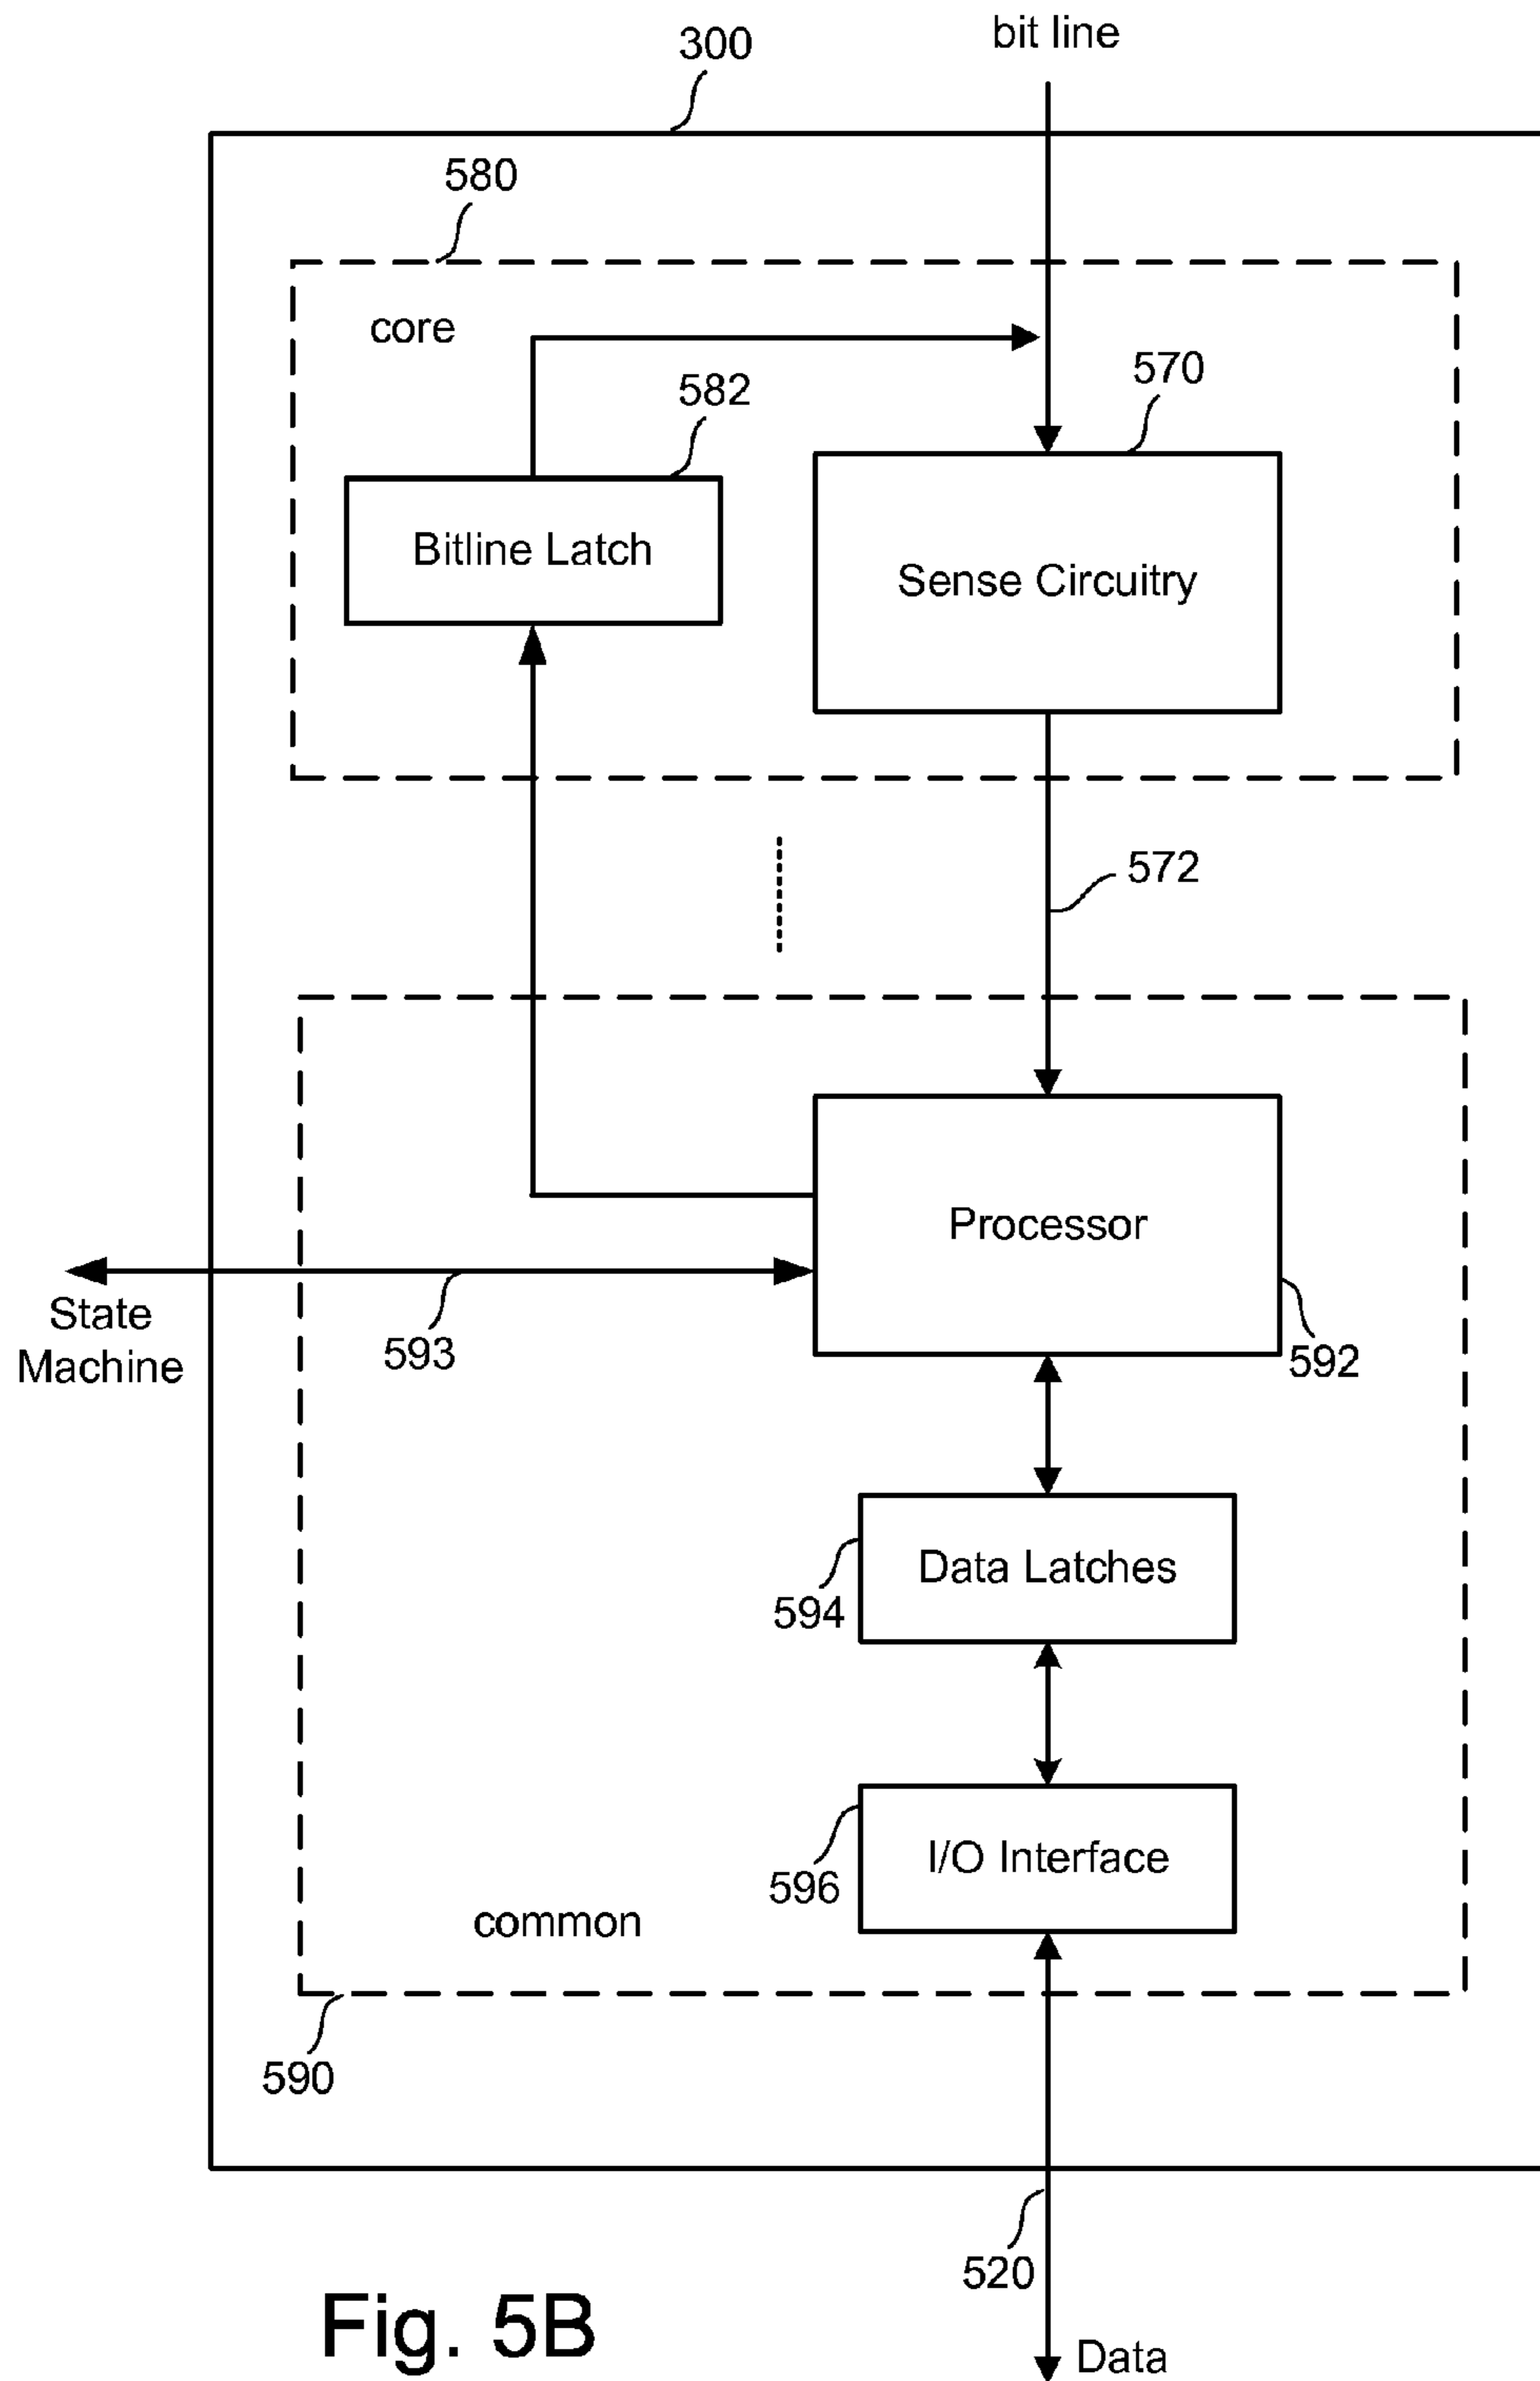 300
bit line
580
core
570
582
Bitline Latch
Sense Circuitry
572
Processor
State
Machine
593
592
Data Latches
594
I/O Interface
596
common
590
520
Fig. 5B
Data